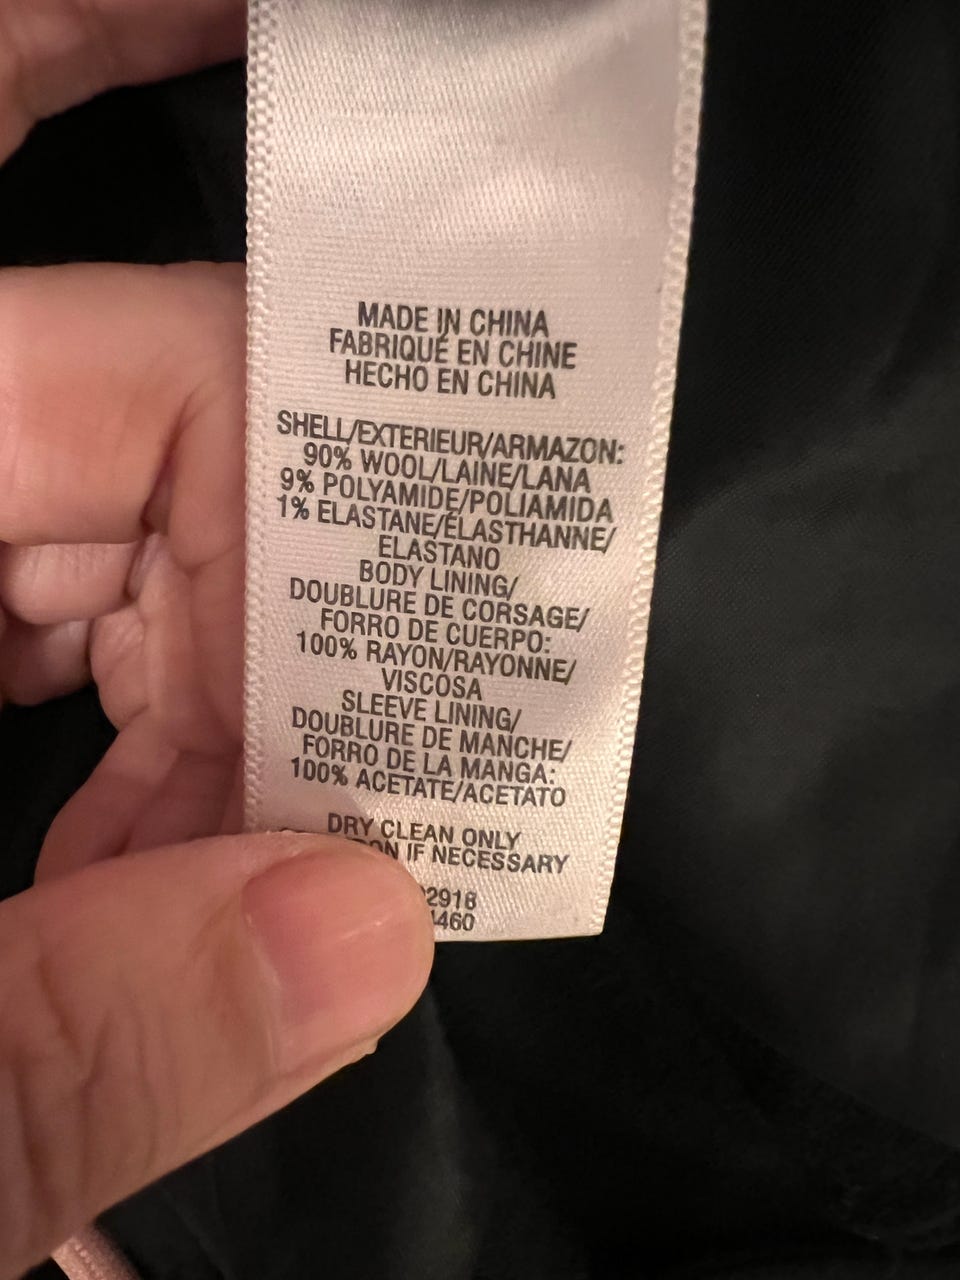 MADE IN CHINA
FABRIQUÉ EN CHINE
HECHO EN CHINA
SHELL/EXTERIEUR/ARMAZON:
90% WOOL/LAINE/LANA
9% POLYAMIDE/POLIAMIDA
1% ELASTANE/ÉLASTHANNE/
ELASTANO
BODY LINING/
DOUBLURE DE CORSAGE/
FORRO DE CUERPO:
100% RAYON/RAYONNE/
VISCOSA
SLEEVE LINING/
DOUBLURE DE MANCHE/
FORRO DE LA MANGA:
100% ACETATE/ACETATO
DRY CLEAN ONLY
IF NECESSARY
2918
460